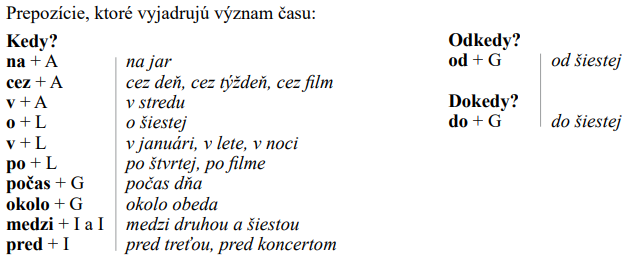 Prepozície, ktoré vyjadrujú význam času:
Kedy?
na + A na jar
cez + A cez deň, cez týždeň, cez film
v + A v stredu
o + L o šiestej
v + L v januári, v lete, v noci
po + L po štvrtej, po filme
počas + G počas dňa
okolo + G okolo obeda
medzi + I a I medzi druhou a šiestou
pred + I pred treťou, pred koncertom
Odkedy?
od + G od šiestej
Dokedy?
do + G do šiestej